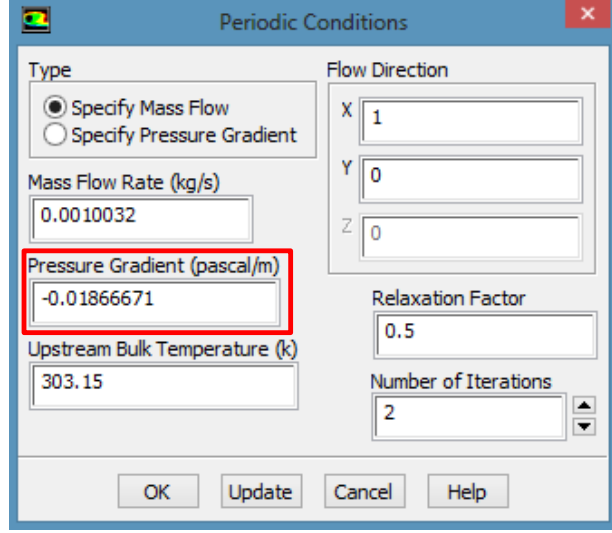 Periodic Conditions
Type
Specify Mass Flow
Specify Pressure Gradient
Mass Flow Rate (kg/s)
0.0010032
Pressure Gradient (pascal/m)
-0.01866671
Upstream Bulk Temperature (k)
303.15
Flow Direction
X 1
Y 0
Z 0
Relaxation Factor
0.5
Number of Iterations
2
OK Update Cancel Help